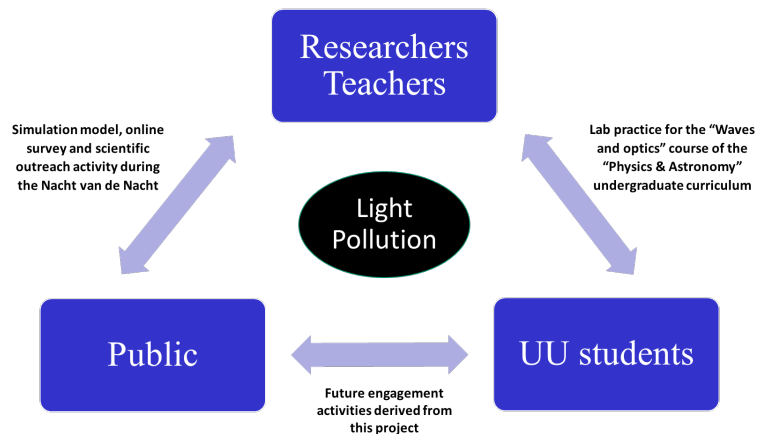 Researchers
Teachers
Simulation model, online
survey and scientific
outreach activity during
the Nacht van de Nacht
Lab practice for the “Waves
and optics” course of the
“Physics & Astronomy”
undergraduate curriculum
Light
Pollution
Public
UU students
Future engagement
activities derived from
this project